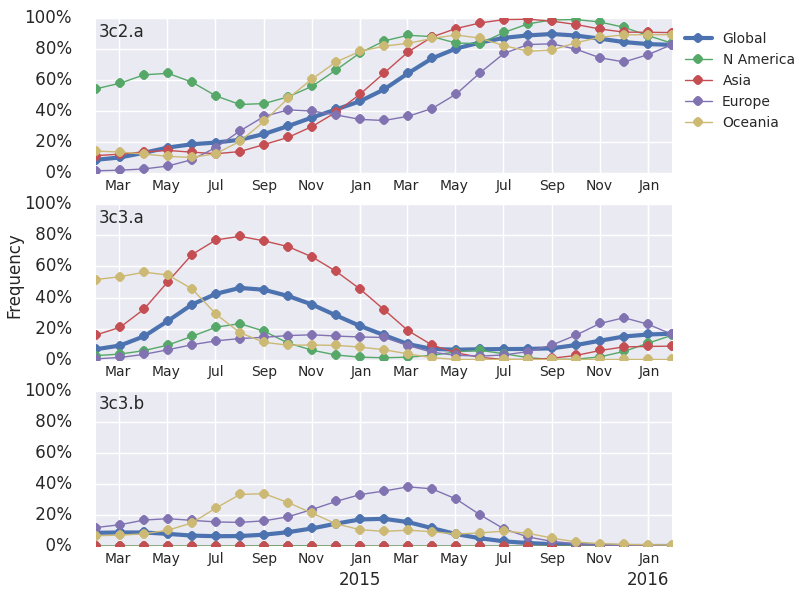 100%
80%
60%
40%
20%
0%
3c2.a
Mar May Jul Sep Nov Jan Mar May Jul Sep Nov Jan
Global
N America
Asia
Europe
Oceania
Frequency
100%
80%
60%
40%
20%
0%
3c3.a
Mar May Jul Sep Nov Jan Mar May Jul Sep Nov Jan
100%
80%
60%
40%
20%
0%
3c3.b
Mar May Jul Sep Nov Jan Mar May Jul Sep Nov Jan
2015 2016